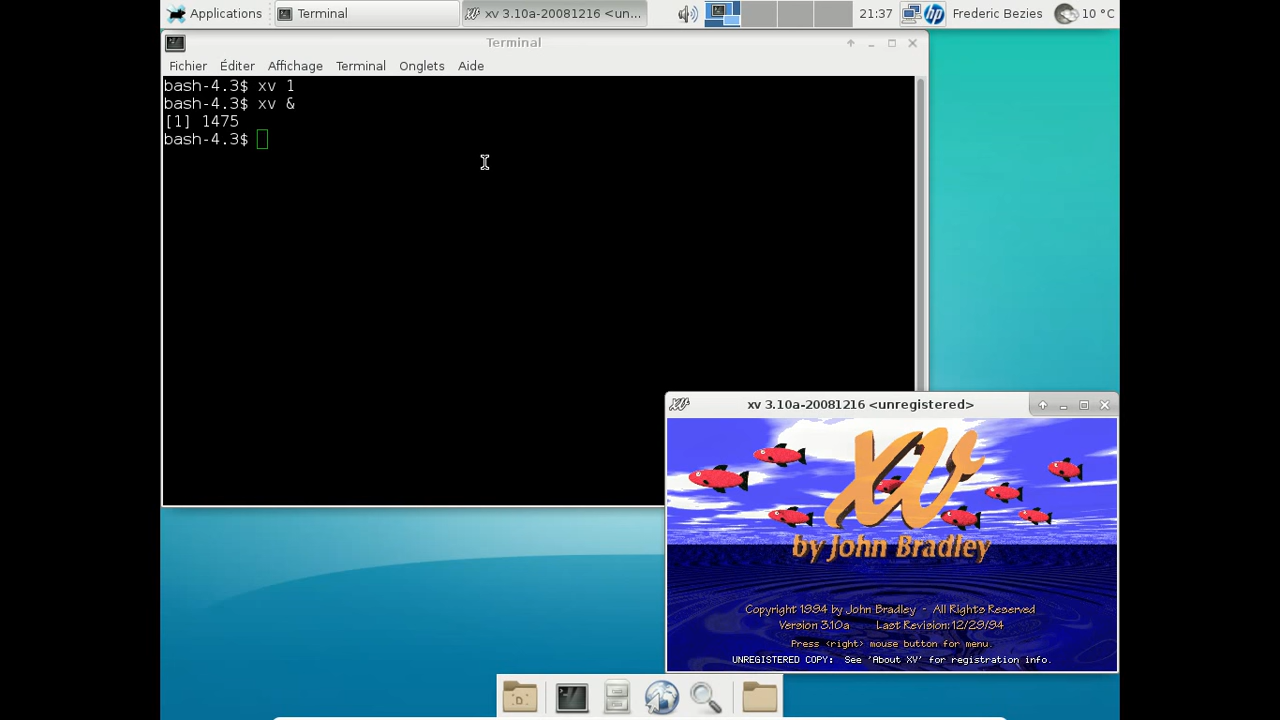 Applications
Terminal
xv 3.10a-20081216 <un...
21:37
hp
Frederic Bezies
10 °C
Terminal
Fichier Éditer Affichage Terminal Onglets Aide
bash-4.3$ xv 1
bash-4.3$ xv &
[1] 1475
bash-4.3$
xv
xv 3.10a-20081216 <unregistered>
xv
by John Bradley
Copyright 1994 by John Bradley - All Rights Reserved
Version 3.10a Last Revision: 12/29/94
Press <right> mouse button for menu.
UNREGISTERED COPY: See 'About XV' for registration info.